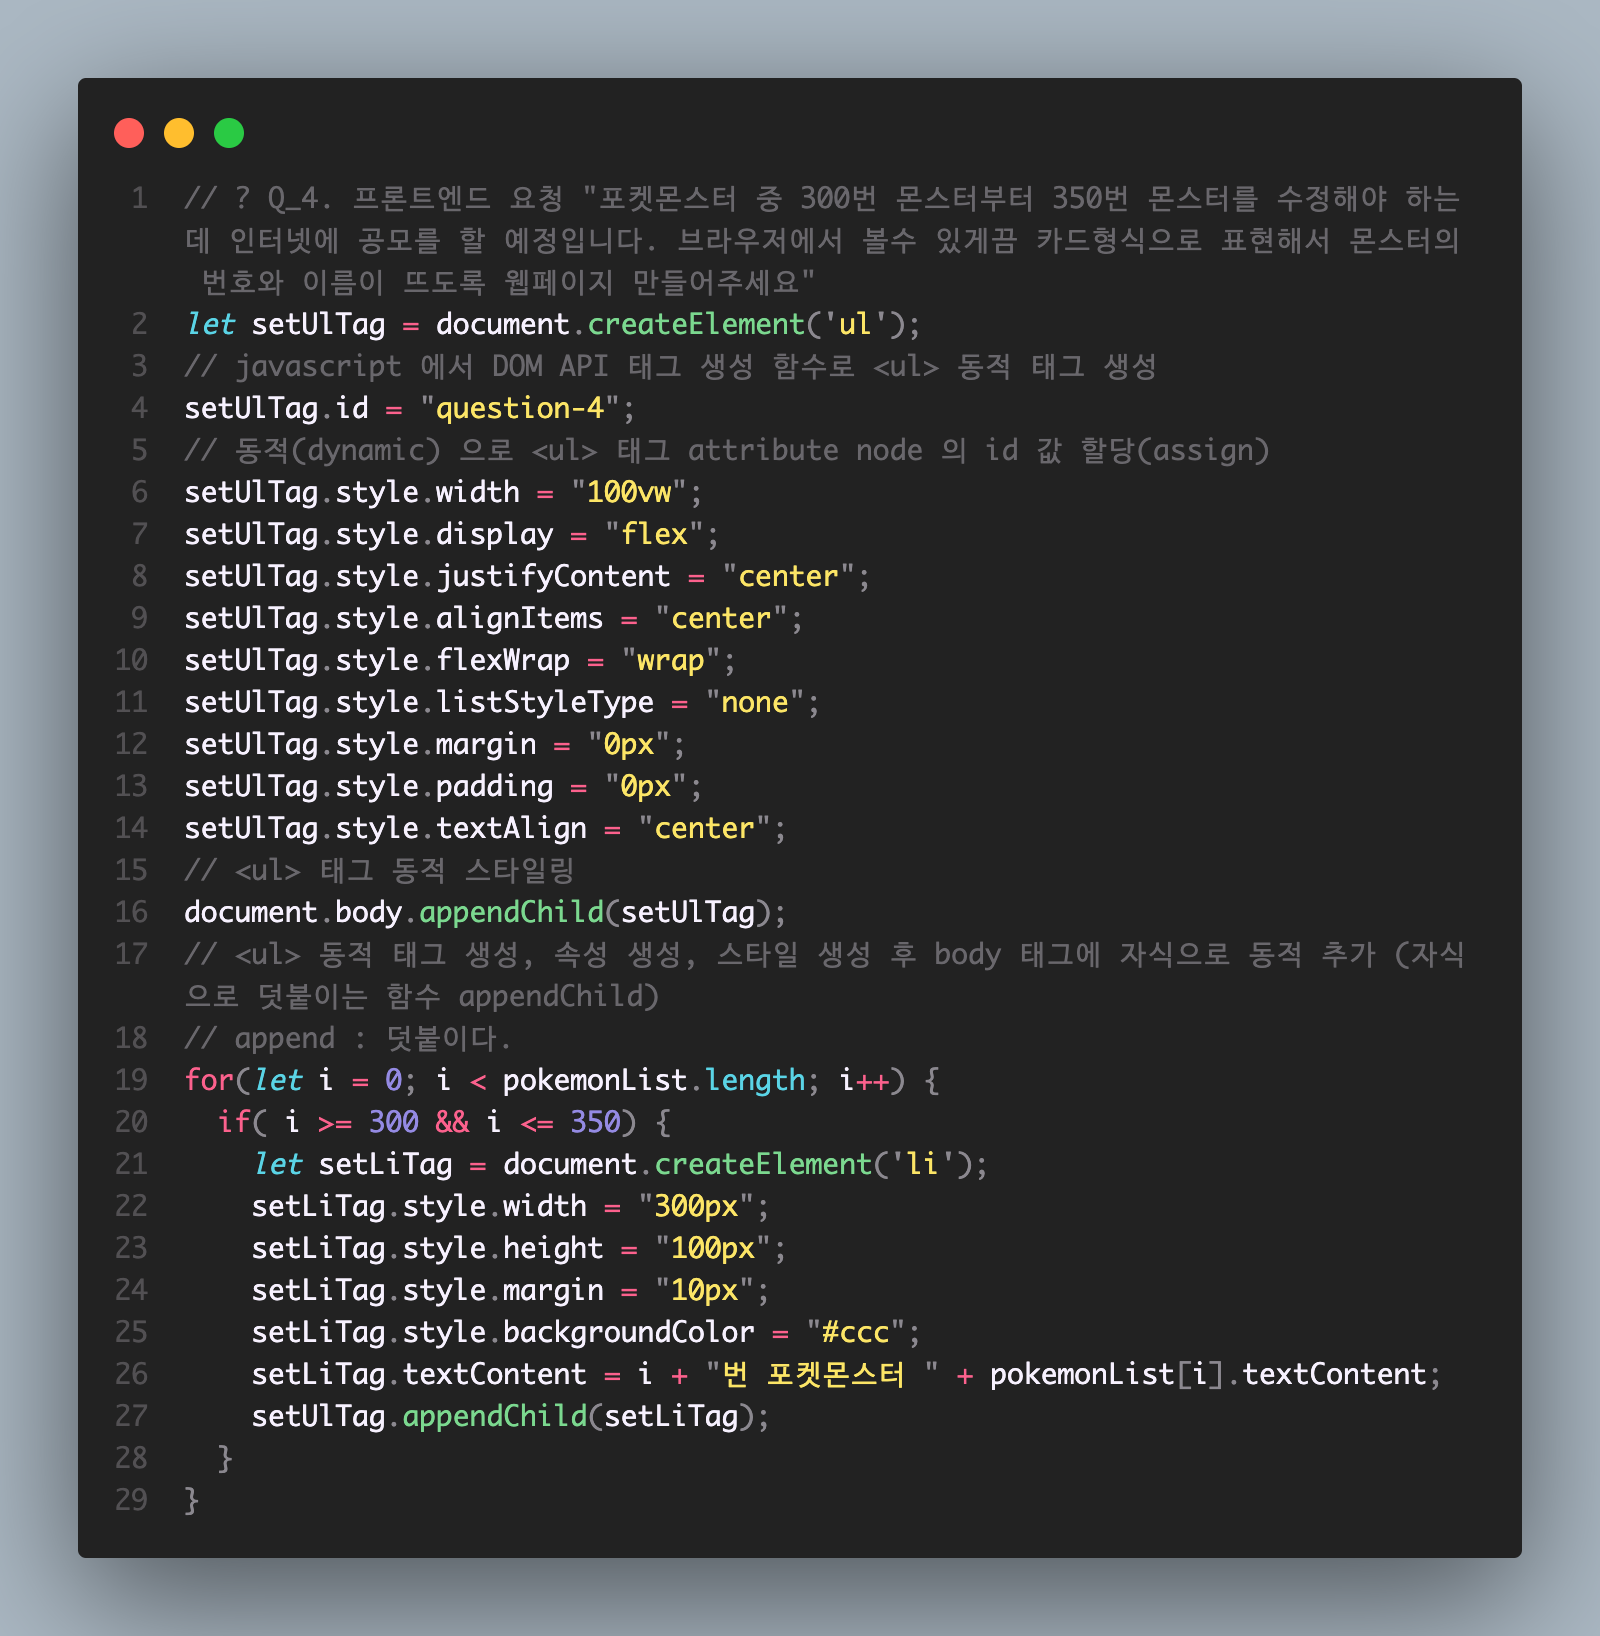 1 // ? Q_4. 프론트엔드 요청 "포켓몬스터 중 300번 몬스터부터 350번 몬스터를 수정해야 하는
데 인터넷에 공모를 할 예정입니다. 브라우저에서 볼수 있게끔 카드형식으로 표현해서 몬스터의
번호와 이름이 뜨도록 웹페이지 만들어주세요"
2 let setUlTag = document.createElement('ul');
3 // javascript 에서 DOM API 태그 생성 함수로 <ul> 동적 태그 생성
4 setUlTag.id = "question-4";
5 // 동적(dynamic) 으로 <ul> 태그 attribute node 의 id 값 할당(assign)
6 setUlTag.style.width = "100vw";
7 setUlTag.style.display = "flex";
8 setUlTag.style.justifyContent = "center";
9 setUlTag.style.alignItems = "center";
10 setUlTag.style.flexWrap = "wrap";
11 setUlTag.style.listStyleType = "none";
12 setUlTag.style.margin = "0px";
13 setUlTag.style.padding = "0px";
14 setUlTag.style.textAlign = "center";
15 // <ul> 태그 동적 스타일링
16 document.body.appendChild(setUlTag);
17 // <ul> 동적 태그 생성, 속성 생성, 스타일 생성 후 body 태그에 자식으로 동적 추가 (자식
으로 덧붙이는 함수 appendChild)
18 // append : 덧붙이다.
19 for(let i = 0; i < pokemonList.length; i++) {
20   if( i >= 300 && i <= 350) {
21     let setLiTag = document.createElement('li');
22     setLiTag.style.width = "300px";
23     setLiTag.style.height = "100px";
24     setLiTag.style.margin = "10px";
25     setLiTag.style.backgroundColor = "#ccc";
26     setLiTag.textContent = i + "번 포켓몬스터 " + pokemonList[i].textContent;
27     setUlTag.appendChild(setLiTag);
28   }
29 }